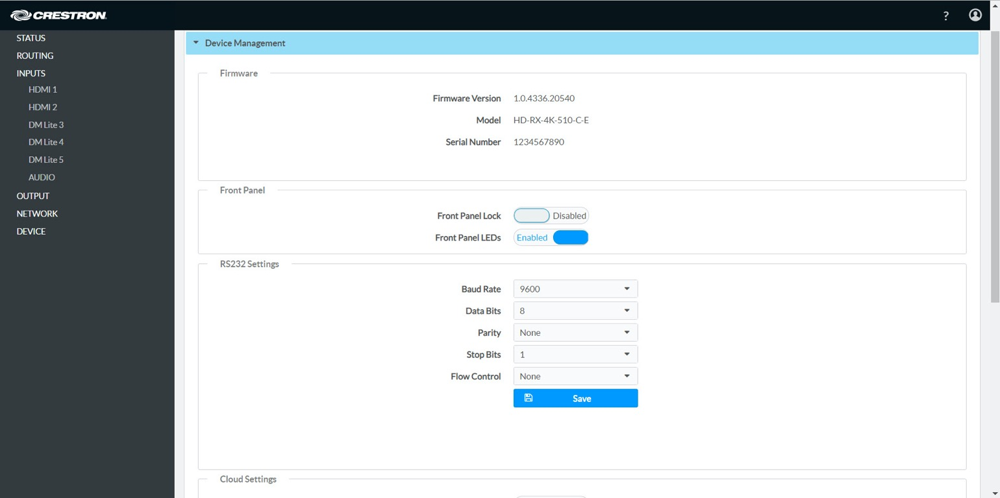 CRESTRON
?
STATUS
ROUTING
INPUTS
HDMI 1
HDMI 2
DM Lite 3
DM Lite 4
DM Lite 5
AUDIO
OUTPUT
NETWORK
DEVICE
Device Management
Firmware
Firmware Version 1.0.4336.20540
Model HD-RX-4K-510-C-E
Serial Number 1234567890
Front Panel
Front Panel Lock Disabled
Front Panel LEDs Enabled
RS232 Settings
Baud Rate 9600
Data Bits 8
Parity None
Stop Bits 1
Flow Control None
Save
Cloud Settings